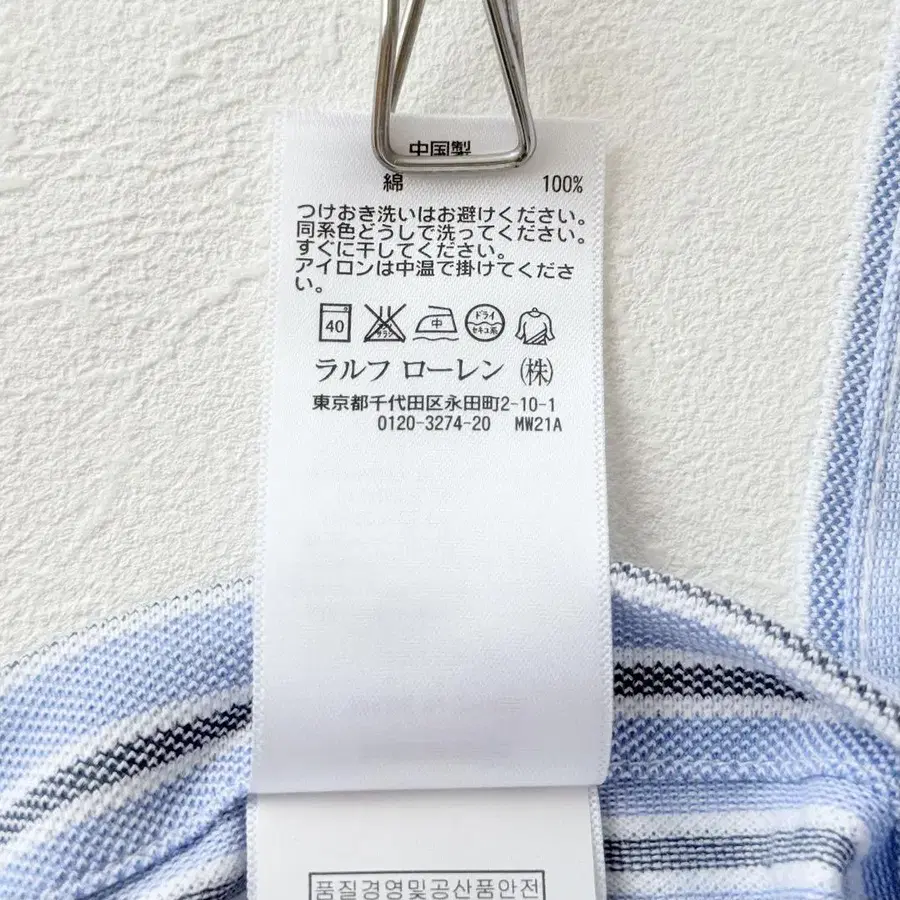 中国製
綿 100%
つけおき洗いはお避けください。
同系色どうしで洗ってください。
すぐに干してください。
アイロンは中温で掛けてくださ
い。
40 サラシ 中 ドライ セキユ系
ラルフ ローレン (株)
東京都千代田区永田町2-10-1
0120-3274-20 MW21A
품질경영및공산품안전